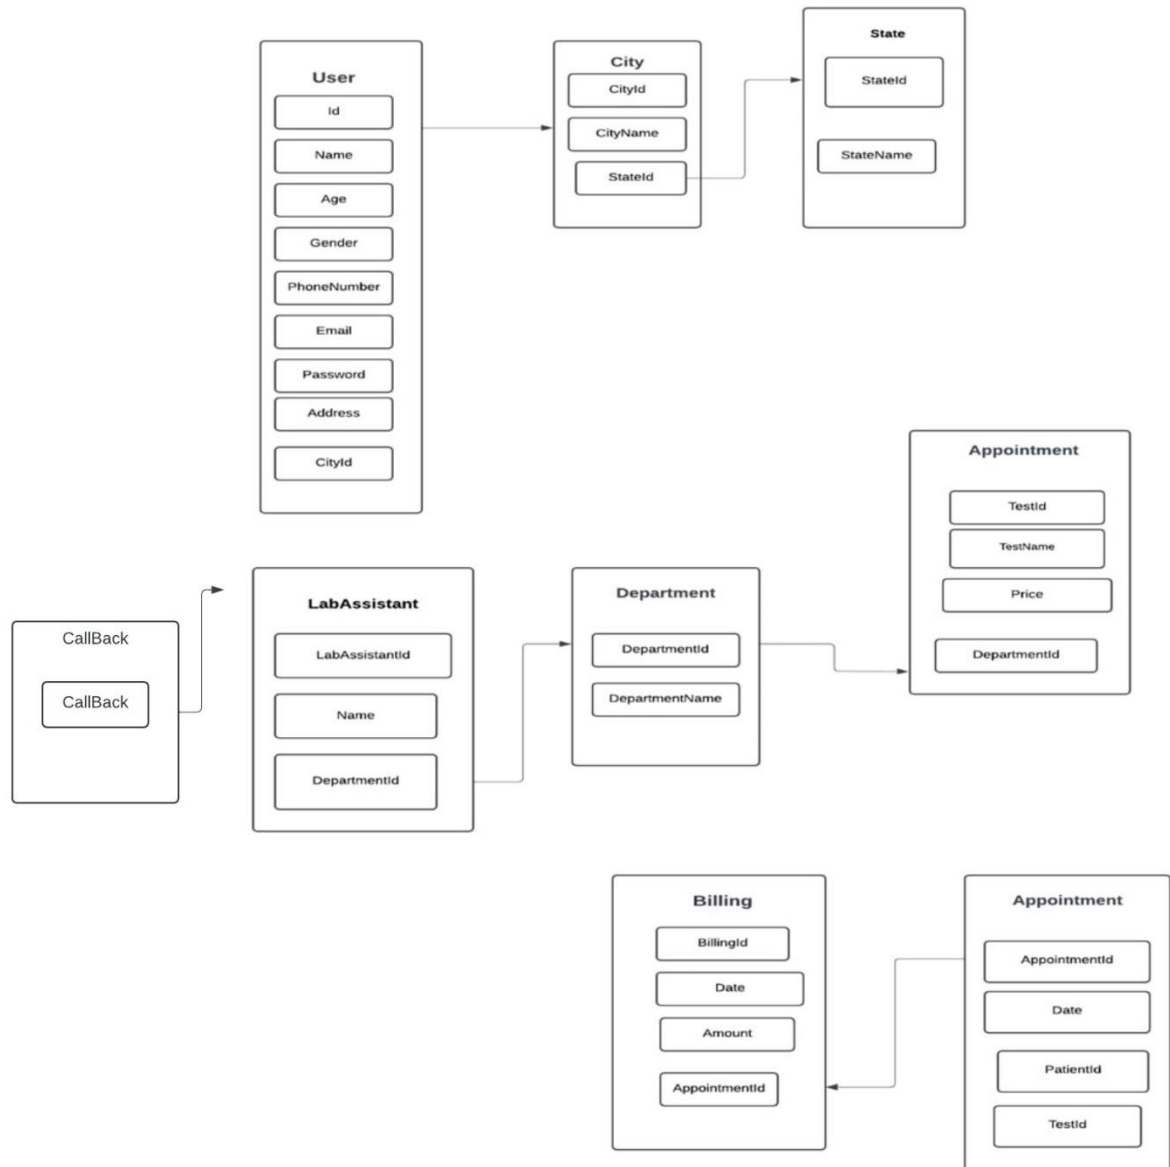 User
Id
Name
Age
Gender
PhoneNumber
Email
Password
Address
CityId
City
CityId
CityName
StateId
State
StateId
StateName
CallBack
CallBack
LabAssistant
LabAssistantId
Name
DepartmentId
Department
DepartmentId
DepartmentName
Appointment
TestId
TestName
Price
DepartmentId
Billing
BillingId
Date
Amount
AppointmentId
Appointment
AppointmentId
Date
PatientId
TestId